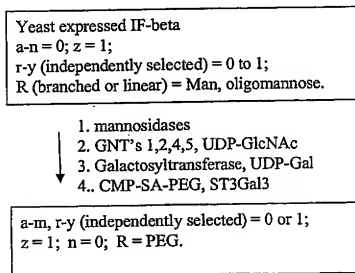 Yeast expressed IF-beta
a-n = 0; z = 1;
r-y (independently selected) = 0 to 1;
R (branched or linear) = Man, oligomannose.
1. mannosidases
2. GNT's 1,2,4,5, UDP-GlcNAc
3. Galactosyltransferase, UDP-Gal
4.. CMP-SA-PEG, ST3Gal3
a-m, r-y (independently selected) = 0 or 1;
z = 1; n = 0; R = PEG.